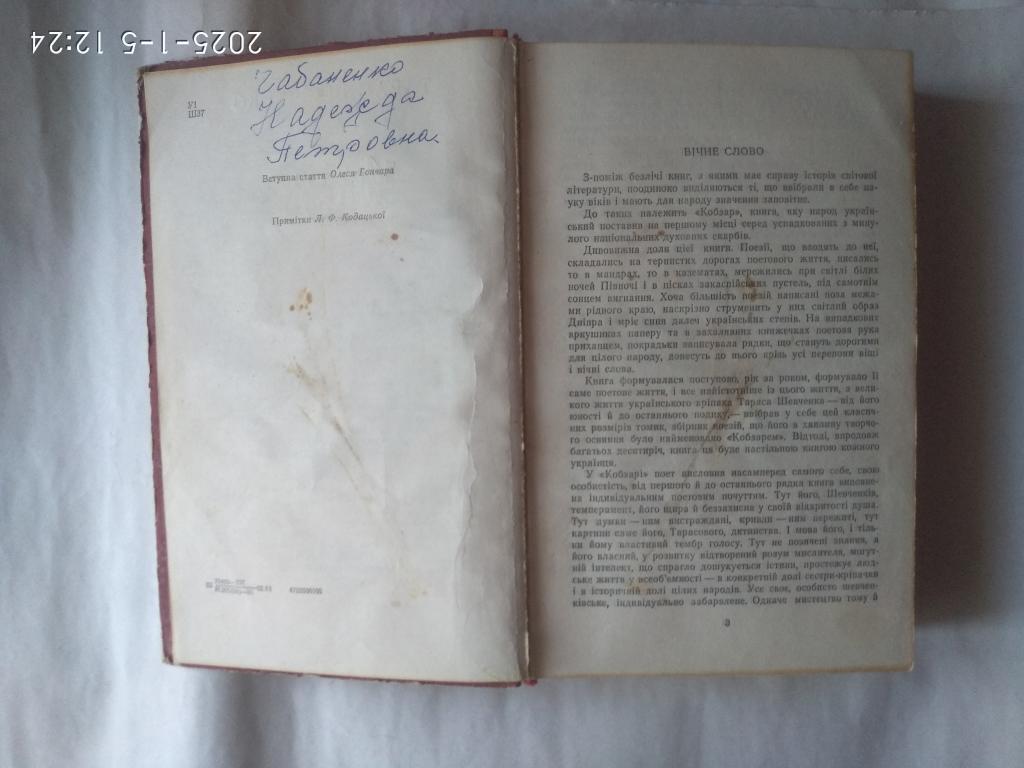 2025-1-5 12:24
Чабаненко
Надежда
Петровна
У1
Ш37
Вступна стаття Олеся Гончара
Примітки Л. Ф. Кодацької
ВІЧНЕ СЛОВО
З-поміж безлічі книг, з якими має справу історія світової
літератури, поодиноко виділяються ті, що ввібрали в себе на-
уку віків і мають для народу значення заповітне.
До таких належить «Кобзар», книга, яку народ україн-
ський поставив на першому місці серед успадкованих з мину-
лого національних духовних скарбів.
Дивовижна доля цієї книги. Поезії, що входять до неї,
складались на тернистих дорогах поетового життя, писались
то в мандрах, то в казематах, мережились при світлі білих
ночей Півночі і в пісках закаспійських пустель, під самотнім
сонцем вигнання. Хоча більшість поезій написані поза межа-
ми рідного краю, наскрізно струменить у них світлий образ
Дніпра і мріє синя далеч українських степів. На випадкових
аркушиках паперу та в захалявних книжечках поетова рука
прихапцем, покрадьки записувала рядки, що стануть дорогими
для цілого народу, донесуть до нього крізь усі перепони віщі
і вічні слова.
Книга формувалася поступово, рік за роком, формувало її
саме поетове життя, і все найістотніше із цього життя, з вели-
кого життя українського кріпака Тараса Шевченка — від його
юності й до останнього подиху, — ввібрав у себе цей класич-
них розмірів томик, збірник поезій, що його в хвилину творчо-
го осяяння було найменовано «Кобзарем». Відтоді, впродовж
багатьох десятиріч, книга ця буде настільною книгою кожного
українця.
У «Кобзарі» поет висловив насамперед самого себе, свою
особистість, від першого й до останнього рядка книга виповне-
на індивідуальним поетовим почуттям. Тут його, Шевченків,
темперамент, його щира й беззахисна у своїй відкритості душа.
Тут думки — ним вистраждані, кривди — ним пережиті, тут
картини саме його, Тарасового, дитинства. І мова його, і тіль-
ки йому властивий тембр голосу. Тут не позичені знання, а
його власний, у розвитку відтворений розум мислителя, могут-
ній інтелект, що спрагло дошукується істини, простежує люд-
ське життя у всеоб'ємності — в конкретній долі сестри-кріпачки
і в історичній долі цілих народів. Усе своє, особисто шевчен-
ківське, індивідуально забарвлене. Одначе мистецтво тому й
3